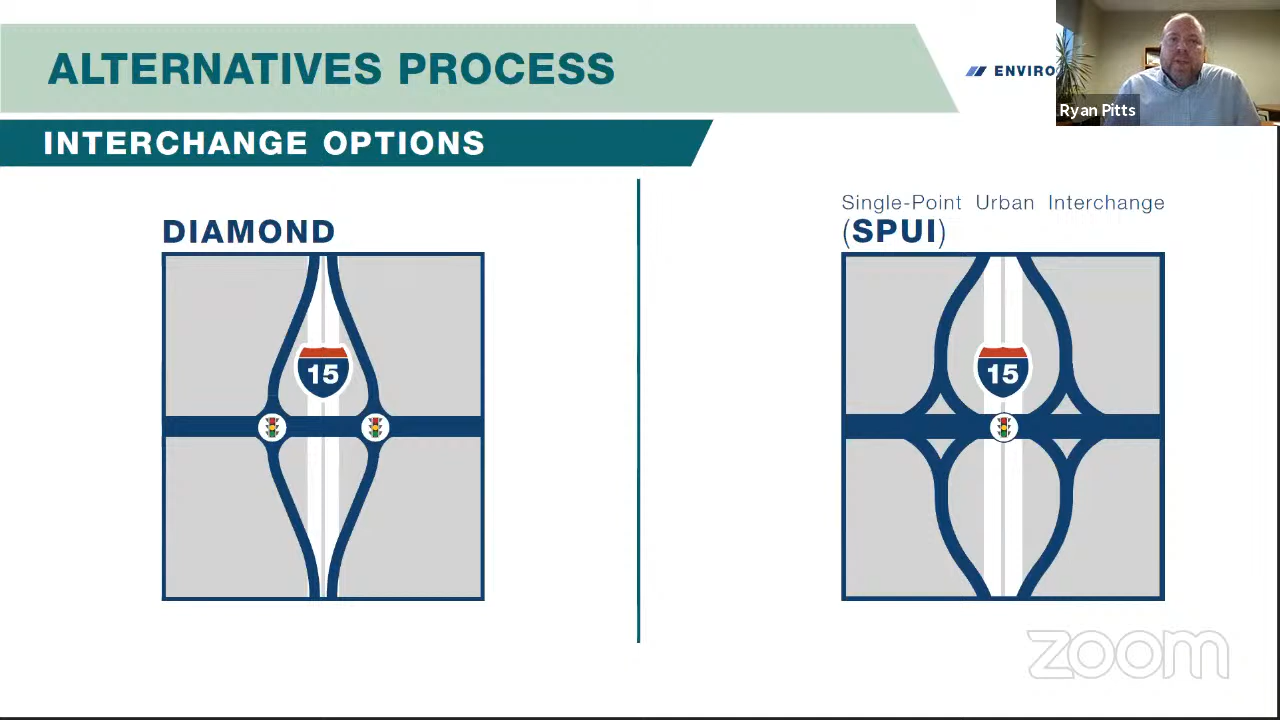 ALTERNATIVES PROCESS
ENVIRO
Ryan Pitts
INTERCHANGE OPTIONS
DIAMOND
15
Single-Point Urban Interchange
(SPUI)
15
zoom